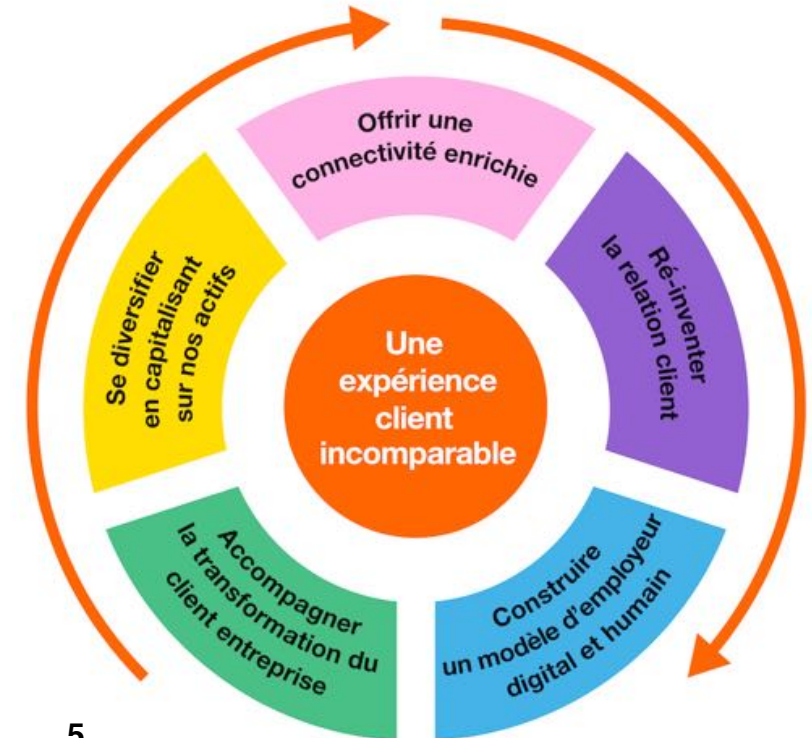 Offrir une
connectivité enrichie
Ré-inventer
la relation client
Construire
un modèle d'employeur
digital et humain
Accompagner
la transformation du
client entreprise
Se diversifier
en capitalisant
sur nos actifs
Une
expérience
client
incomparable
5